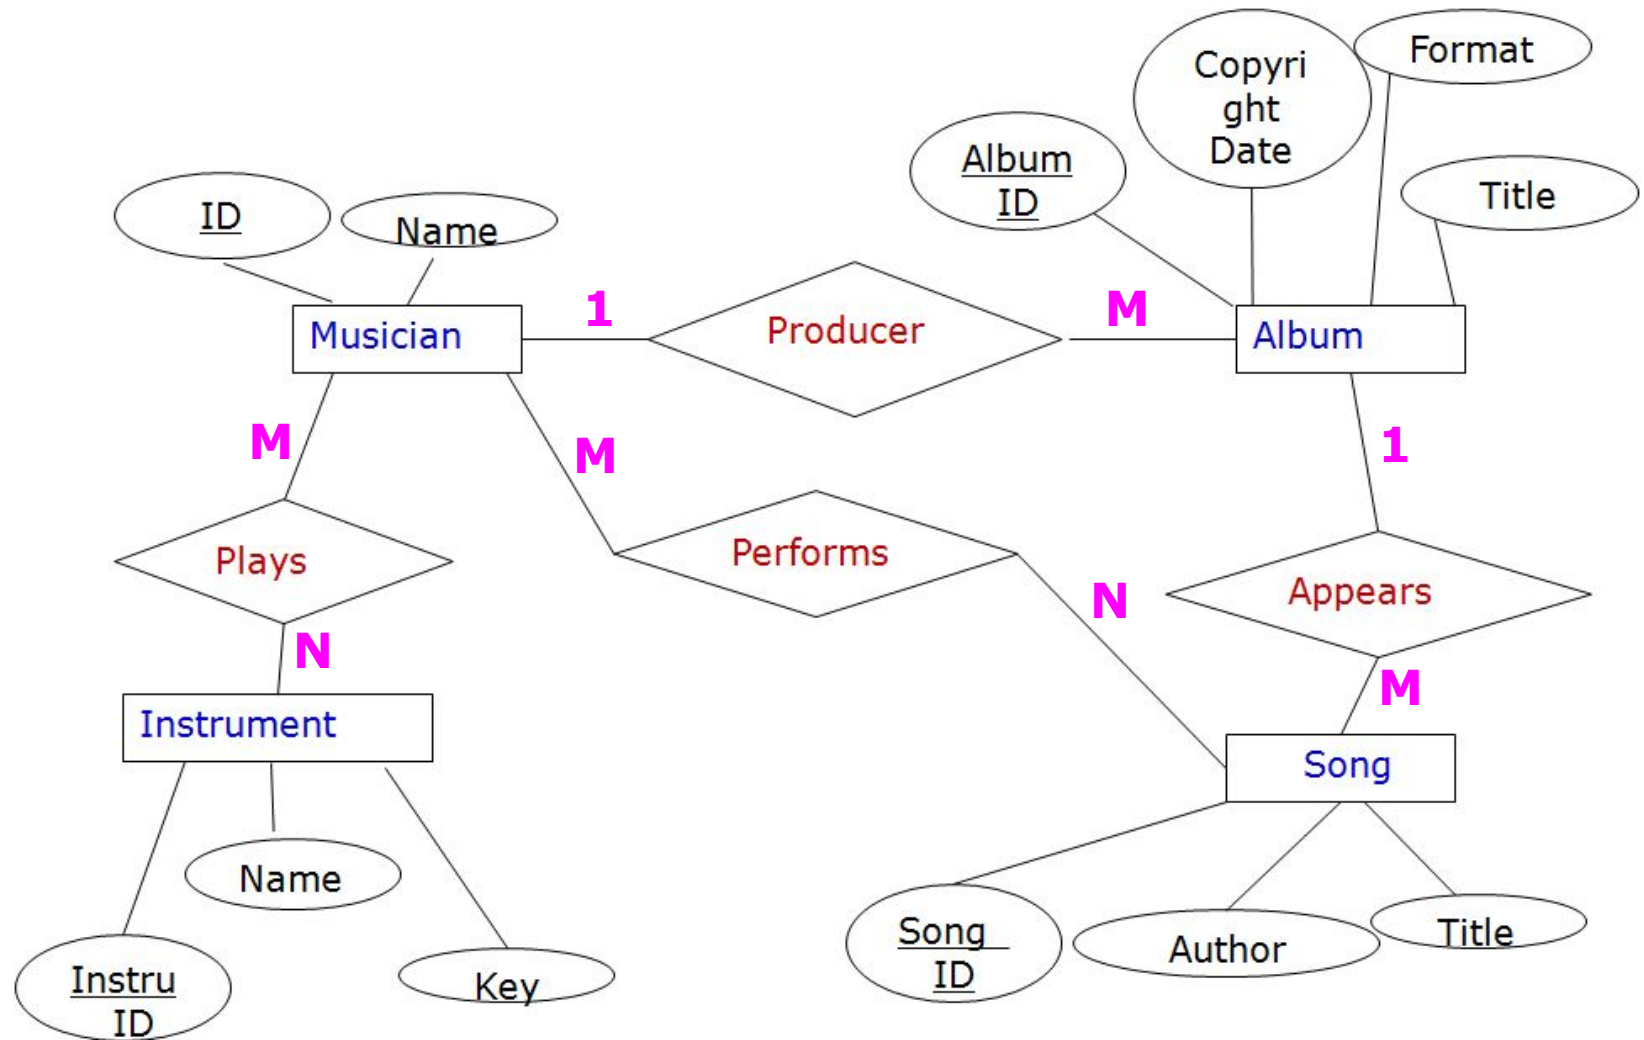 Copyri
ght
Date
Format
Album
ID
Title
ID
Name
Musician
1
Producer
M
Album
M
M
1
Plays
Performs
N
Appears
N
M
Instrument
Song
Name
Instru
ID
Key
Song
ID
Author
Title